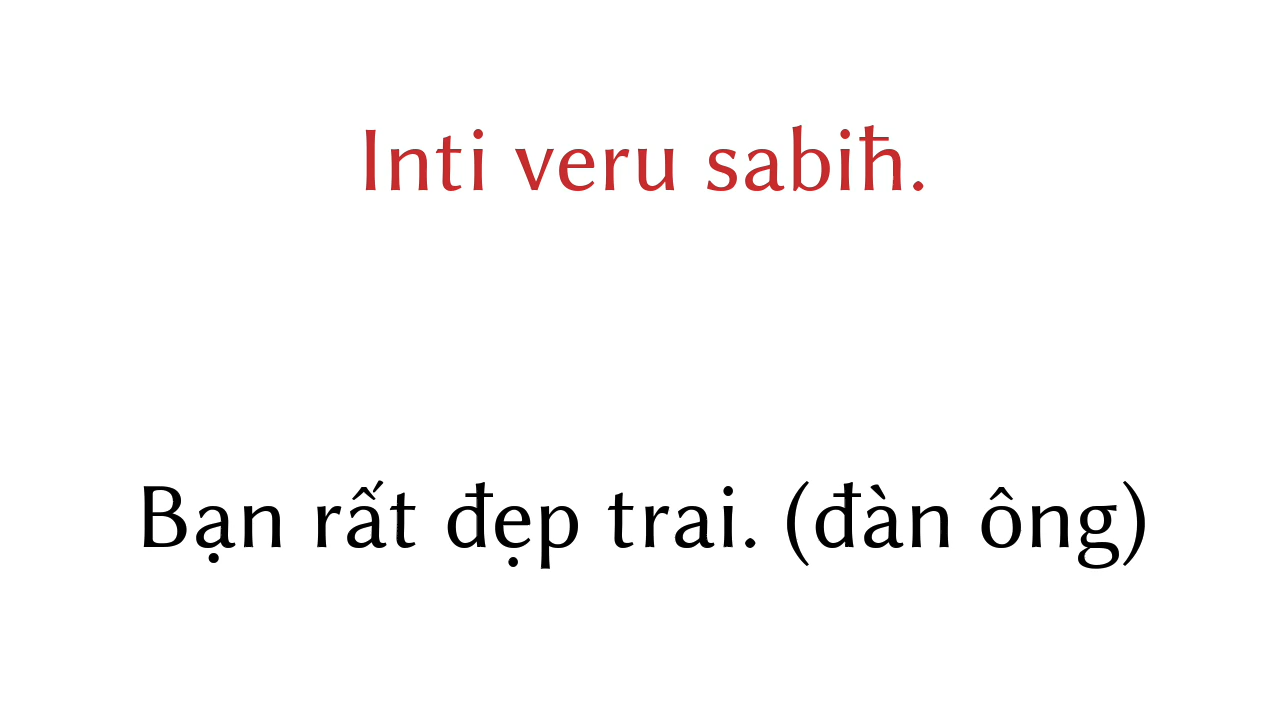 Inti veru sabiħ.
Bạn rất đẹp trai. (đàn ông)